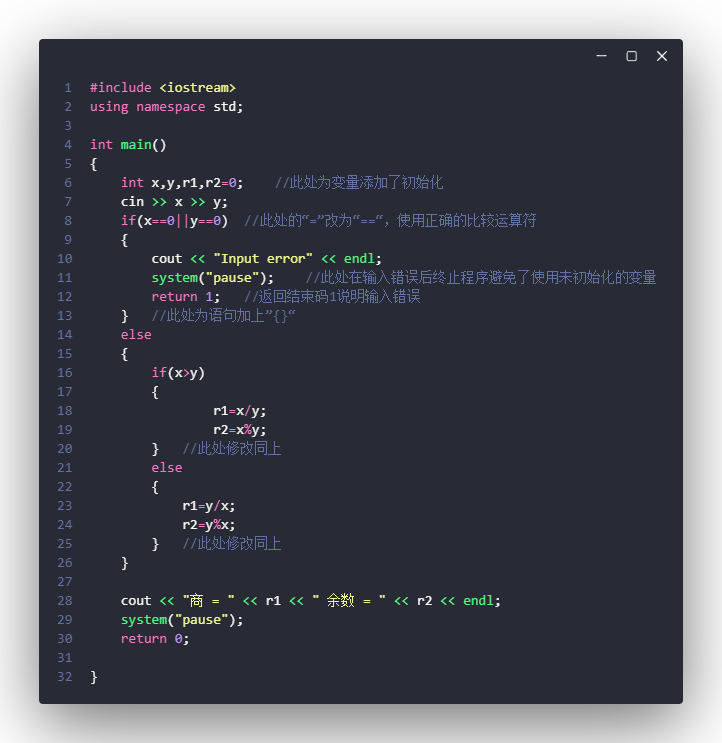 1 #include <iostream>
2 using namespace std;
3
4 int main()
5 {
6     int x,y,r1,r2=0;    //此处为变量添加了初始化
7     cin >> x >> y;
8     if(x==0||y==0)  //此处的“=”改为“==“，使用正确的比较运算符
9     {
10         cout << "Input error" << endl;
11         system("pause");    //此处在输入错误后终止程序避免了使用未初始化的变量
12         return 1;   //返回结束码1说明输入错误
13     }   //此处为语句加上”{}“
14     else
15     {
16         if(x>y)
17         {
18                 r1=x/y;
19                 r2=x%y;
20         }   //此处修改同上
21         else
22         {
23             r1=y/x;
24             r2=y%x;
25         }   //此处修改同上
26     }
27
28     cout << "商 = " << r1 << " 余数 = " << r2 << endl;
29     system("pause");
30     return 0;
31
32 }